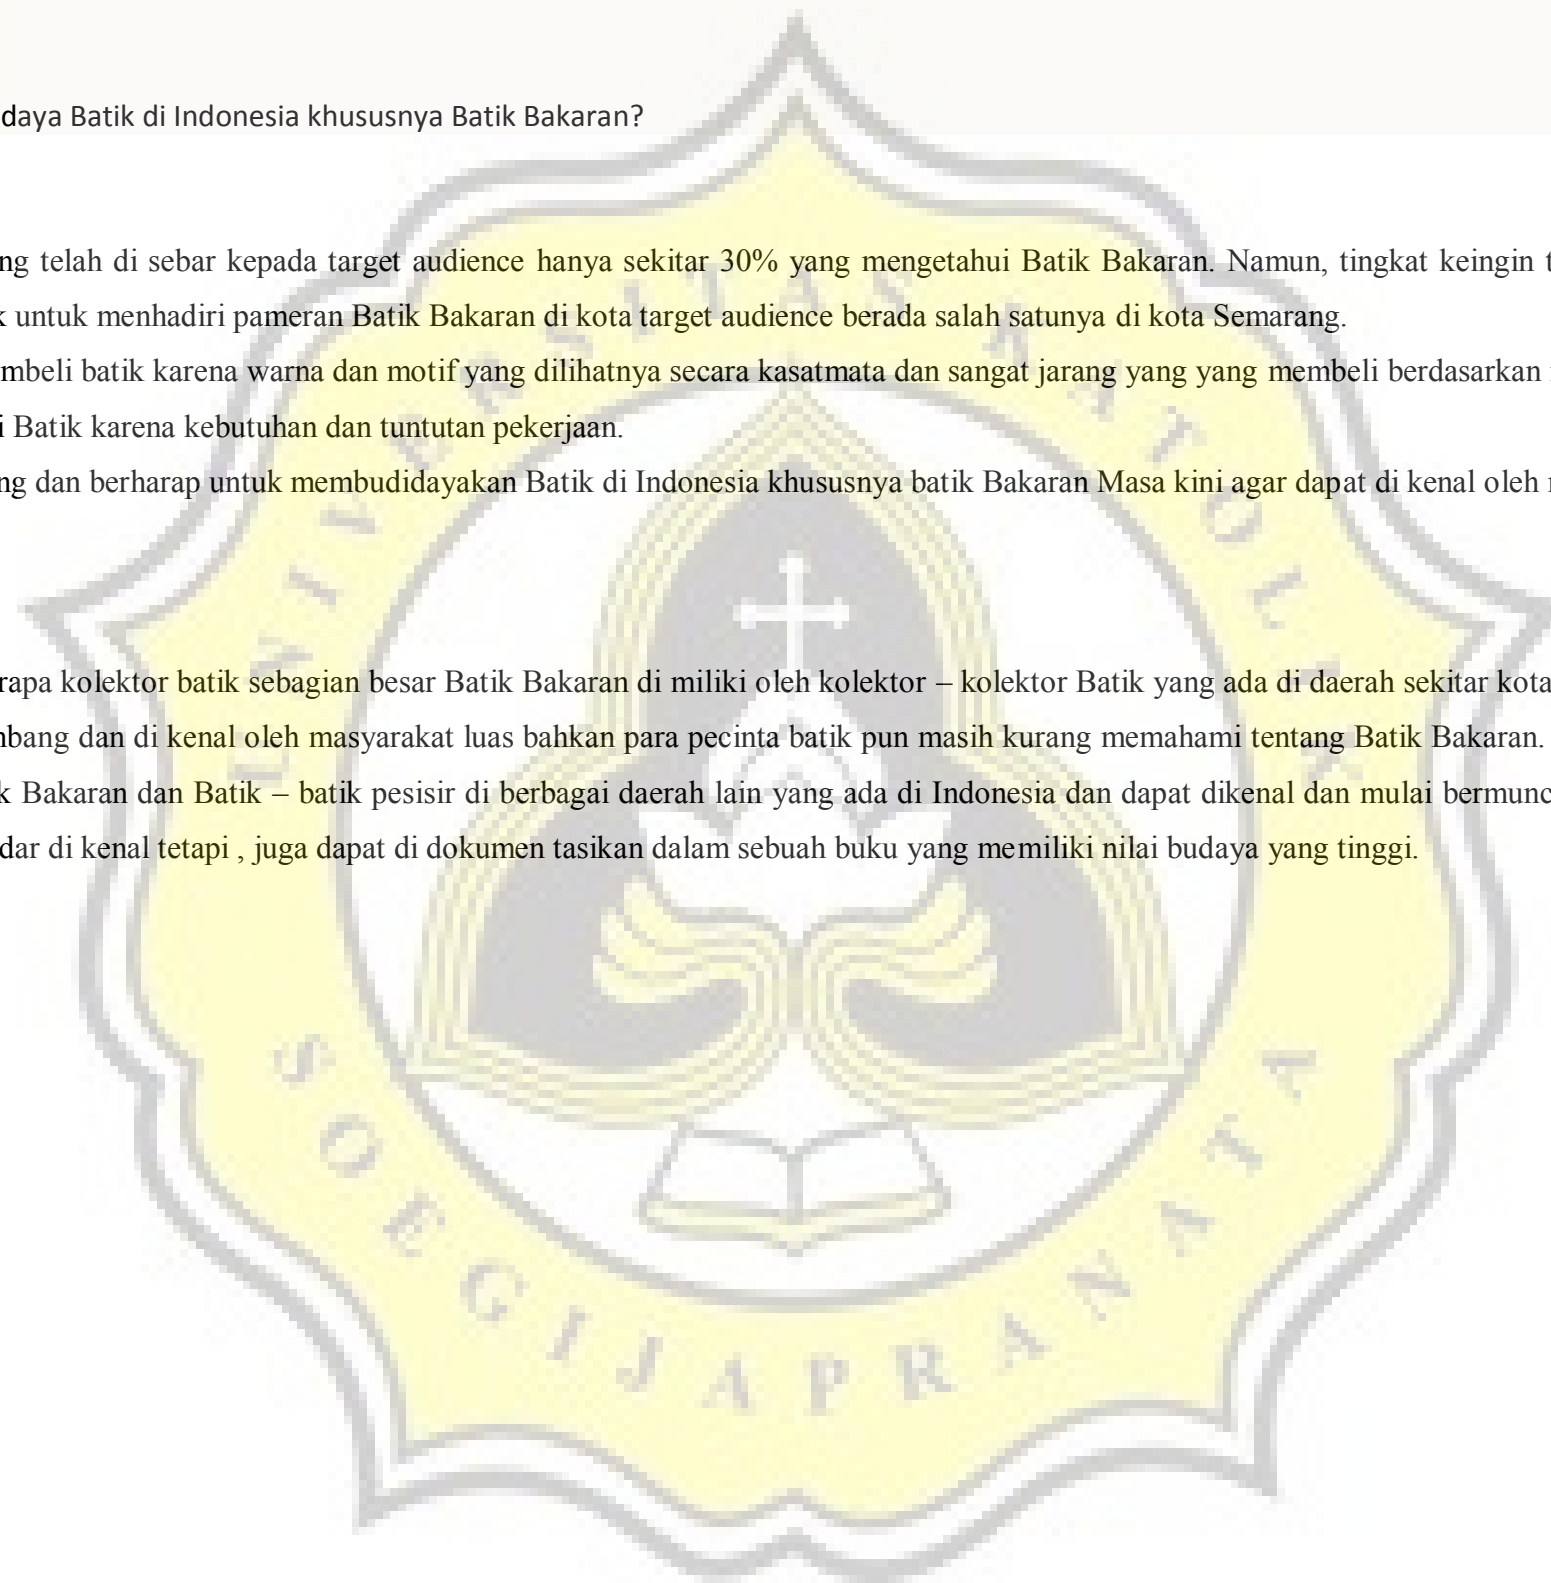 daya Batik di Indonesia khususnya Batik Bakaran?
ng telah di sebar kepada target audience hanya sekitar 30% yang mengetahui Batik Bakaran. Namun, tingkat keingin t
k untuk menhadiri pameran Batik Bakaran di kota target audience berada salah satunya di kota Semarang.
mbeli batik karena warna dan motif yang dilihatnya secara kasatmata dan sangat jarang yang yang membeli berdasarkan
i Batik karena kebutuhan dan tuntutan pekerjaan.
ng dan berharap untuk membudidayakan Batik di Indonesia khususnya batik Bakaran Masa kini agar dapat di kenal oleh
rapa kolektor batik sebagian besar Batik Bakaran di miliki oleh kolektor – kolektor Batik yang ada di daerah sekitar kota
mbang dan di kenal oleh masyarakat luas bahkan para pecinta batik pun masih kurang memahami tentang Batik Bakaran.
k Bakaran dan Batik – batik pesisir di berbagai daerah lain yang ada di Indonesia dan dapat dikenal dan mulai bermunc
dar di kenal tetapi , juga dapat di dokumen tasikan dalam sebuah buku yang memiliki nilai budaya yang tinggi.
UNIVERSITAS KATOLIK
SOEGIJAPRANATA